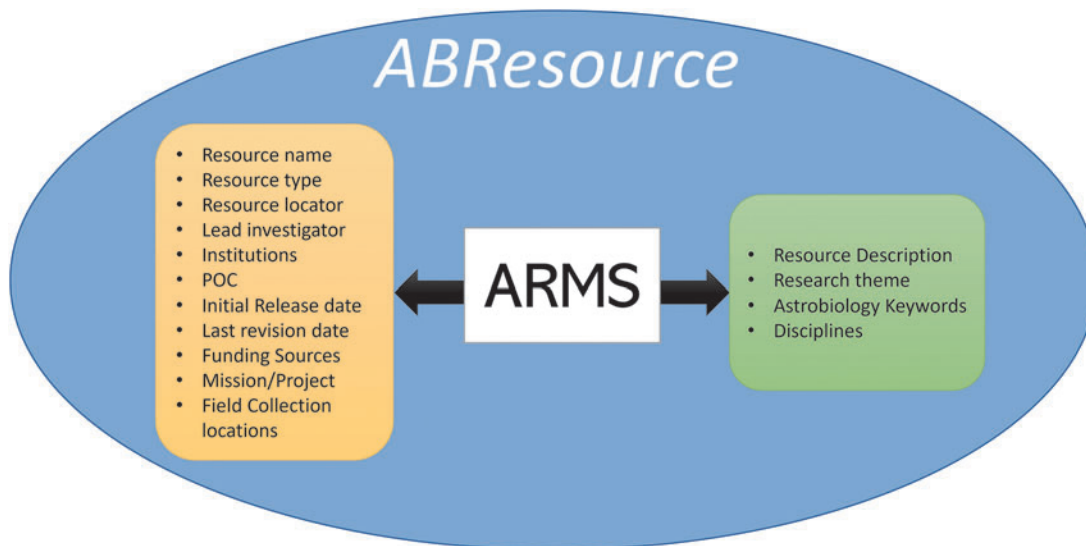 ABResource
• Resource name
• Resource type
• Resource locator
• Lead investigator
• Institutions
• POC
• Initial Release date
• Last revision date
• Funding Sources
• Mission/Project
• Field Collection
locations
ARMS
• Resource Description
• Research theme
• Astrobiology Keywords
• Disciplines